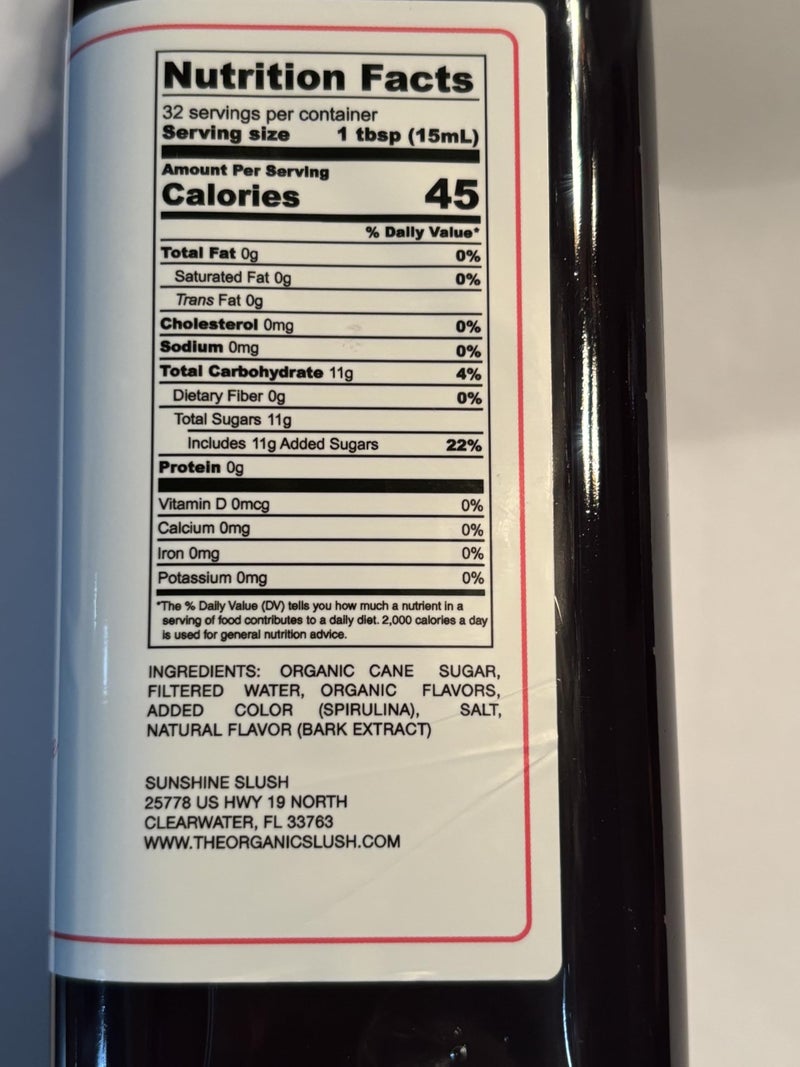 Nutrition Facts
32 servings per container
Serving size 1 tbsp (15mL)
Amount Per Serving
Calories 45
% Daily Value*
Total Fat 0g 0%
Saturated Fat 0g 0%
Trans Fat 0g
Cholesterol 0mg 0%
Sodium 0mg 0%
Total Carbohydrate 11g 4%
Dietary Fiber 0g 0%
Total Sugars 11g
Includes 11g Added Sugars 22%
Protein 0g
Vitamin D 0mcg 0%
Calcium 0mg 0%
Iron 0mg 0%
Potassium 0mg 0%
*The % Daily Value (DV) tells you how much a nutrient in a
serving of food contributes to a daily diet. 2,000 calories a day
is used for general nutrition advice.
INGREDIENTS: ORGANIC CANE SUGAR,
FILTERED WATER, ORGANIC FLAVORS,
ADDED COLOR (SPIRULINA), SALT,
NATURAL FLAVOR (BARK EXTRACT)
SUNSHINE SLUSH
25778 US HWY 19 NORTH
CLEARWATER, FL 33763
WWW.THEORGANICSLUSH.COM